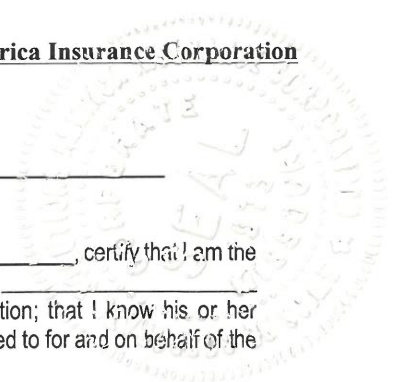 rica Insurance Corporation
, certify that I am the
tion; that I know his or her
ed to for and on behalf of the
SEAL